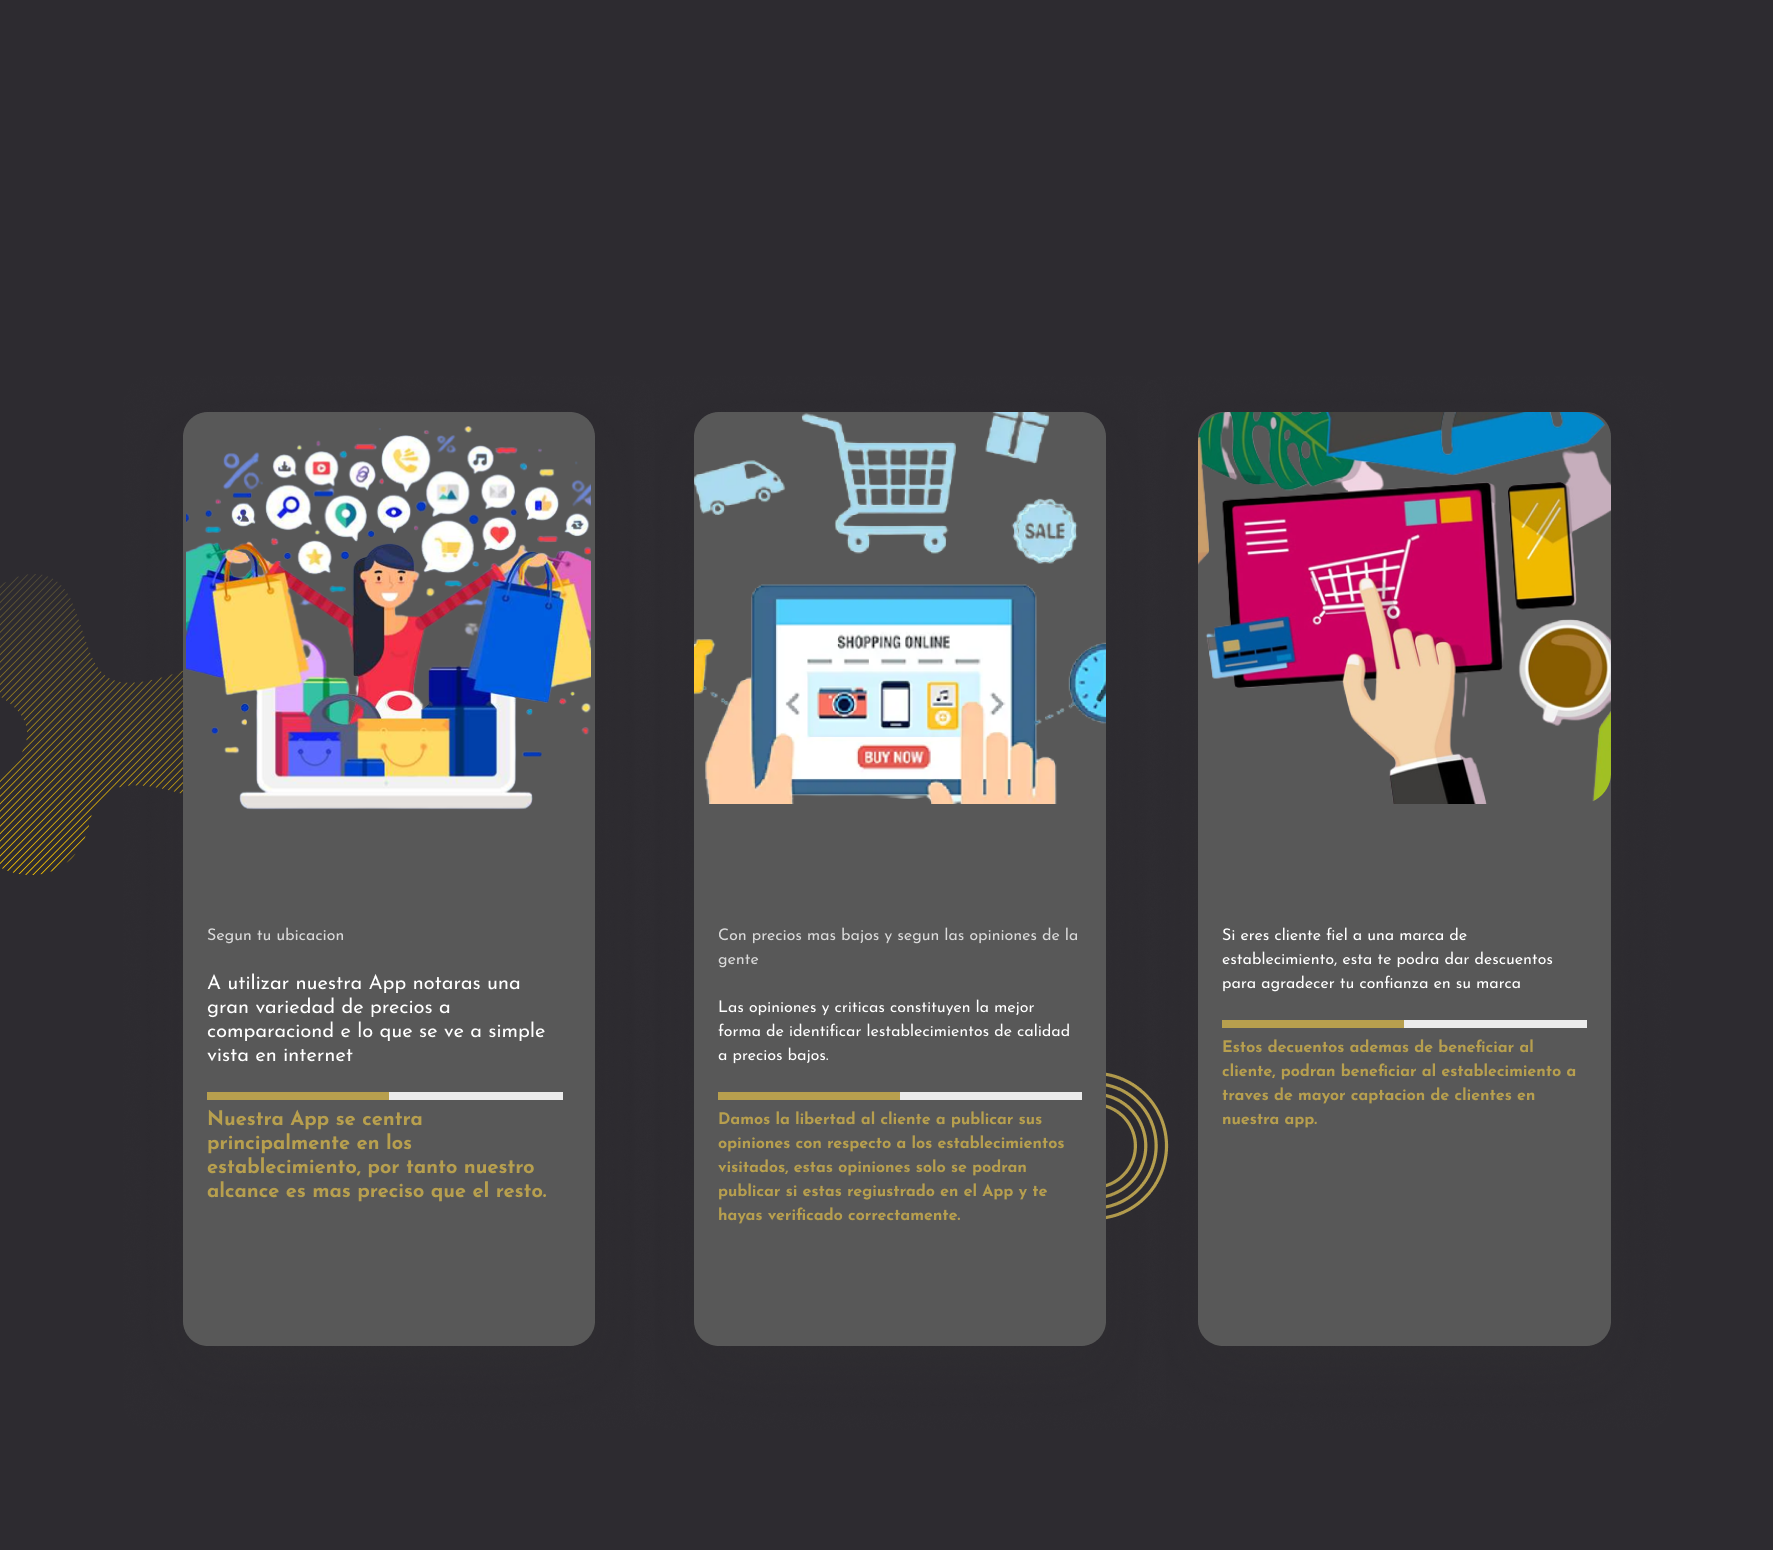 SALE
SHOPPING ONLINE
BUY NOW
Segun tu ubicacion
A utilizar nuestra App notaras una
gran variedad de precios a
comparaciond e lo que se ve a simple
vista en internet
Nuestra App se centra
principalmente en los
establecimiento, por tanto nuestro
alcance es mas preciso que el resto.
Con precios mas bajos y segun las opiniones de la
gente
Las opiniones y criticas constituyen la mejor
forma de identificar lestablecimientos de calidad
a precios bajos.
Damos la libertad al cliente a publicar sus
opiniones con respecto a los establecimientos
visitados, estas opiniones solo se podran
publicar si estas regiustrado en el App y te
hayas verificado correctamente.
Si eres cliente fiel a una marca de
establecimiento, esta te podra dar descuentos
para agradecer tu confianza en su marca
Estos decuentos ademas de beneficiar al
cliente, podran beneficiar al establecimiento a
traves de mayor captacion de clientes en
nuestra app.